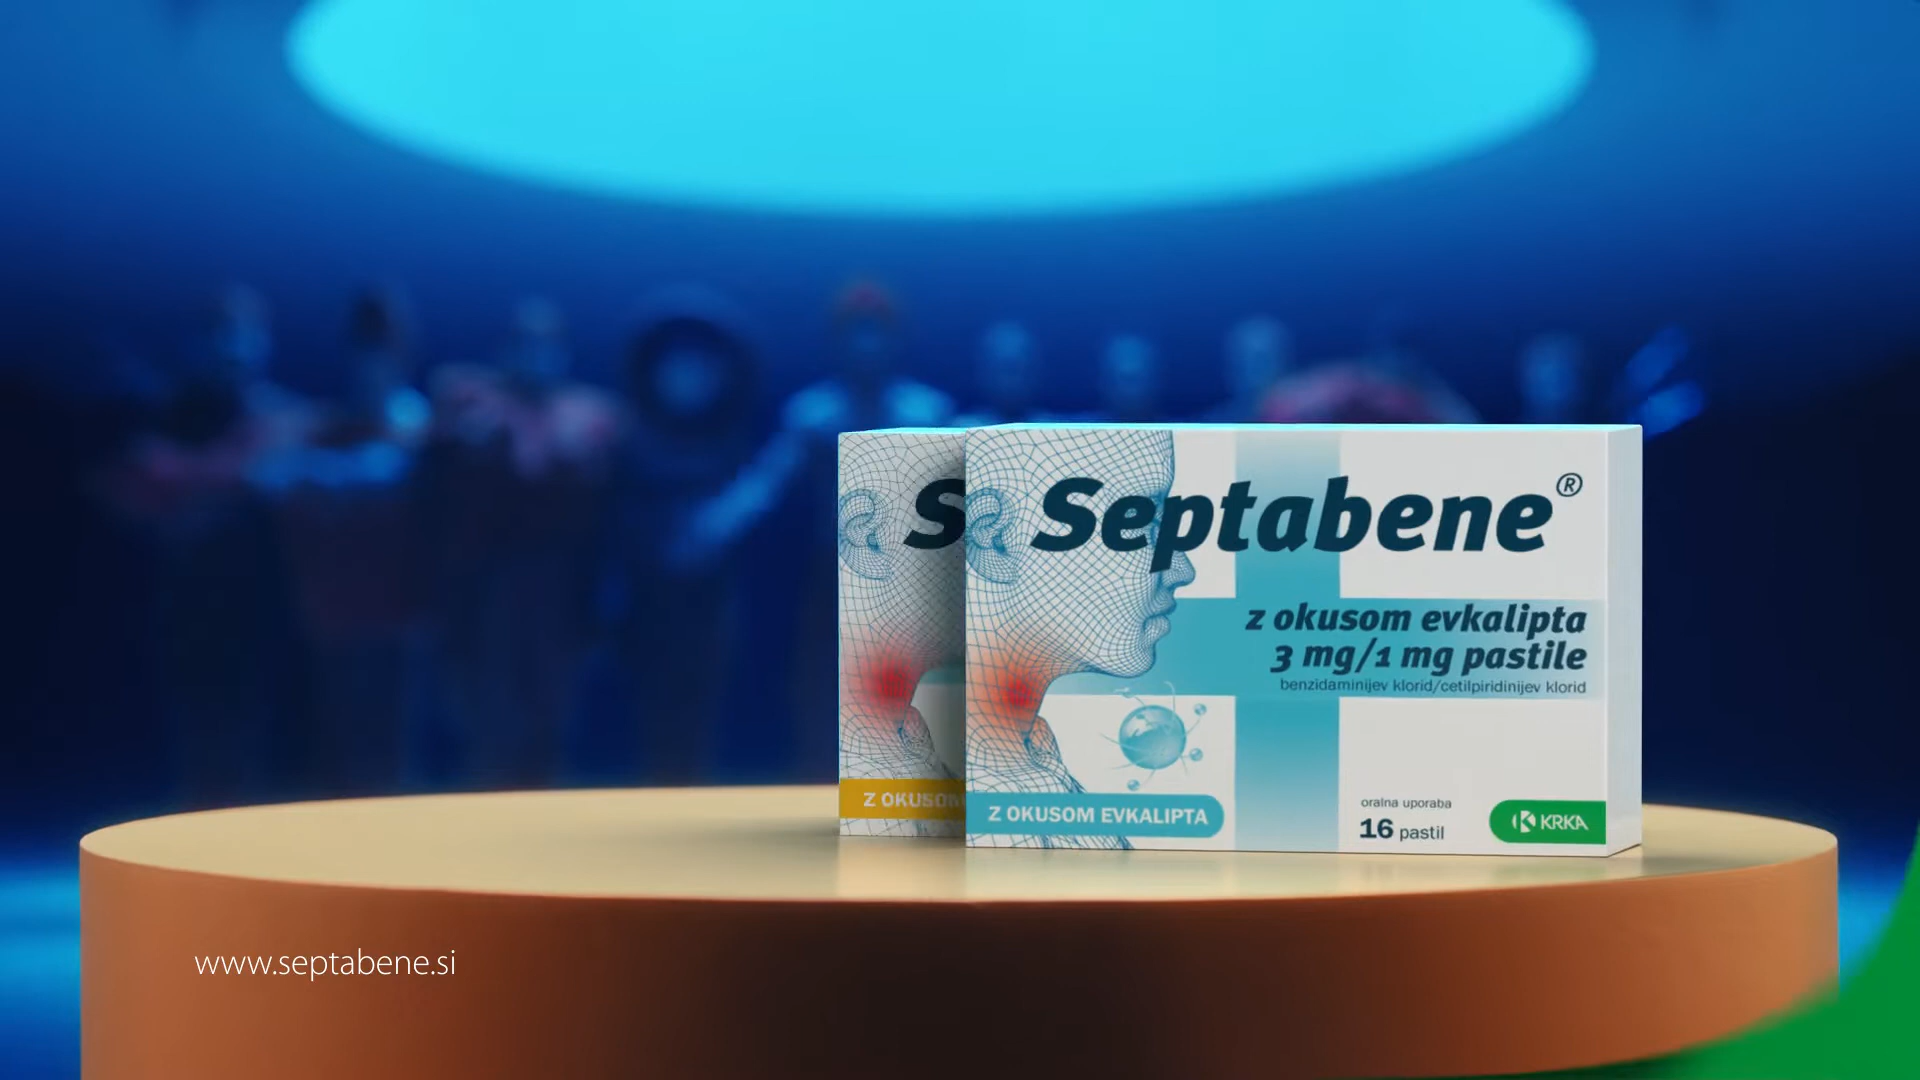 S
Septabene®
z okusom evkalipta
3 mg/1 mg pastile
benzidaminijev klorid/cetilpiridinijev klorid
Z OKUSOM
Z OKUSOM EVKALIPTA
oralna uporaba
16 pastil
KRKA
www.septabene.si